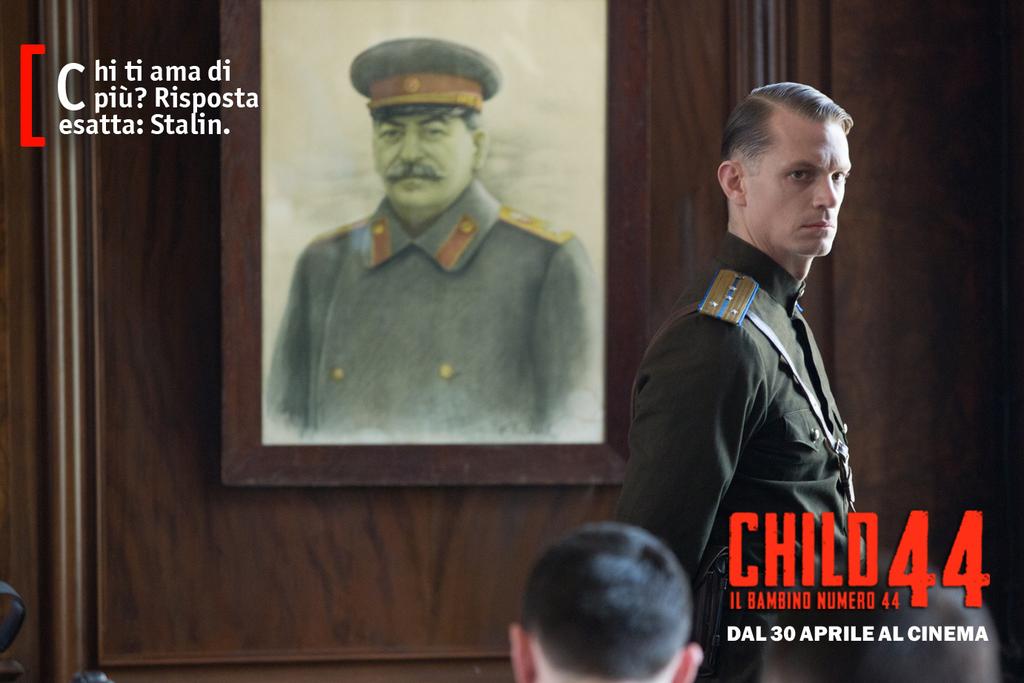 Chi ti ama di
più? Risposta
esatta: Stalin.
CHILD 44
IL BAMBINO NUMERO 44
DAL 30 APRILE AL CINEMA